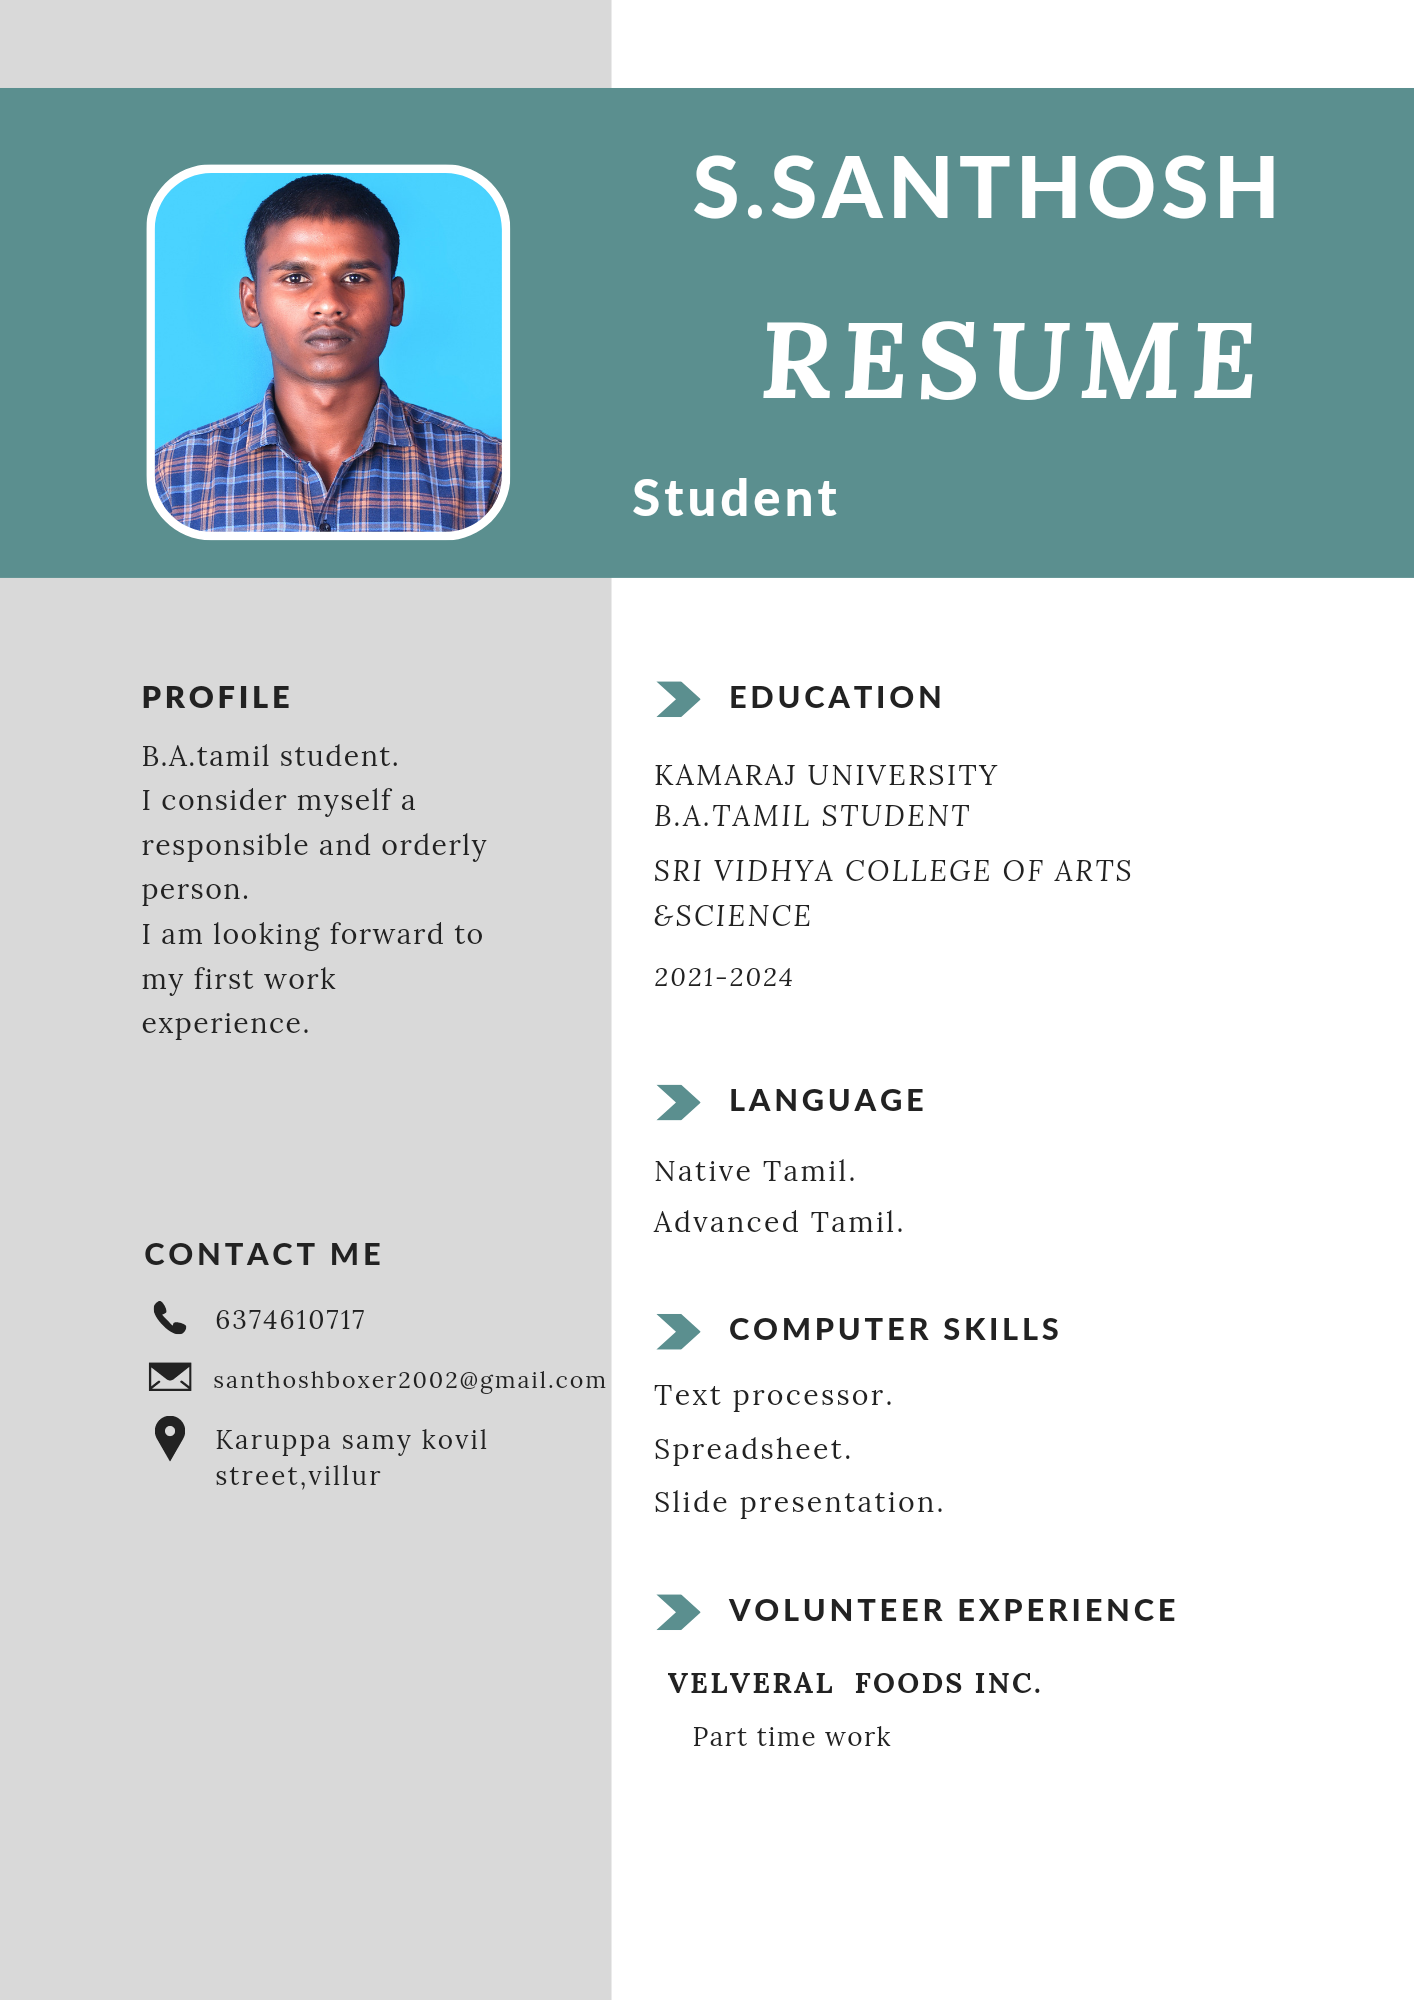 S.SANTHOSH
RESUME
Student
PROFILE
B.A.tamil student.
I consider myself a
responsible and orderly
person.
I am looking forward to
my first work
experience.
CONTACT ME
6374610717
santhoshboxer2002@gmail.com
Karuppa samy kovil
street,villur
EDUCATION
KAMARAJ UNIVERSITY
B.A.TAMIL STUDENT
SRI VIDHYA COLLEGE OF ARTS
&SCIENCE
2021-2024
LANGUAGE
Native Tamil.
Advanced Tamil.
COMPUTER SKILLS
Text processor.
Spreadsheet.
Slide presentation.
VOLUNTEER EXPERIENCE
VELVERAL  FOODS INC.
Part time work